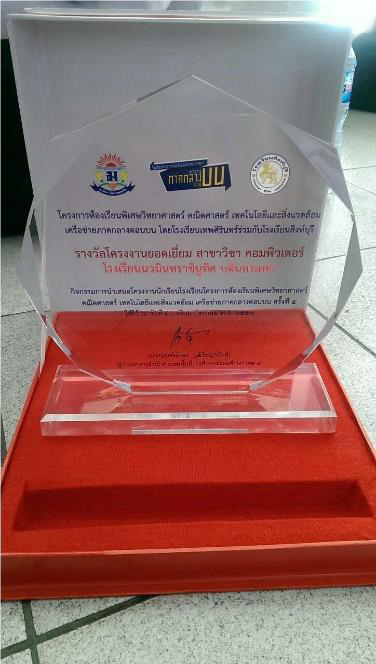 ภาคกลาง
บน
โครงการห้องเรียนพิเศษวิทยาศาสตร์ คณิตศาสตร์ เทคโนโลยีและสิ่งแวดล้อม
เครือข่ายภาคกลางตอนบน โดยโรงเรียนเทพศิรินทร์ร่วมกับโรงเรียนสิงห์บุรี
รางวัลโครงงานยอดเยี่ยม สาขาวิชา คอมพิวเตอร์
โรงเรียนนวมินทราชินูทิศ บดินทรเดชา
กิจกรรมการนำเสนอโครงงานนักเรียนโรงเรียนโครงการห้องเรียนพิเศษวิทยาศาสตร์
คณิตศาสตร์ เทคโนโลยีและสิ่งแวดล้อม เครือข่ายภาคกลางตอนบน ครั้งที่ ๕
ให้ไว้ ณ วันที่